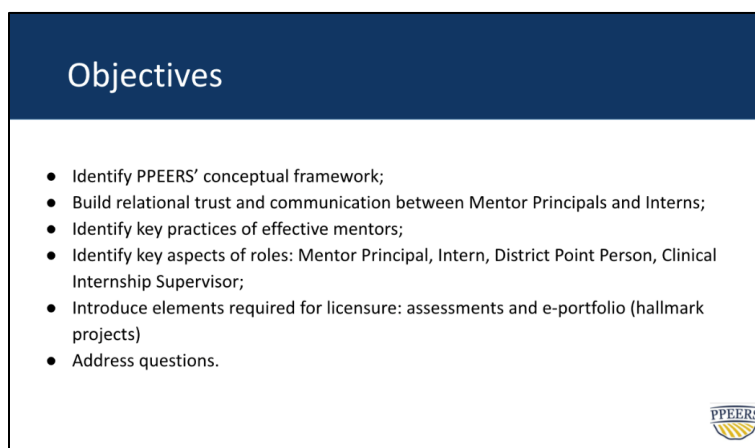 Objectives
● Identify PPEERS’ conceptual framework;
● Build relational trust and communication between Mentor Principals and Interns;
● Identify key practices of effective mentors;
● Identify key aspects of roles: Mentor Principal, Intern, District Point Person, Clinical
Internship Supervisor;
● Introduce elements required for licensure: assessments and e-portfolio (hallmark
projects)
● Address questions.
PPEERS